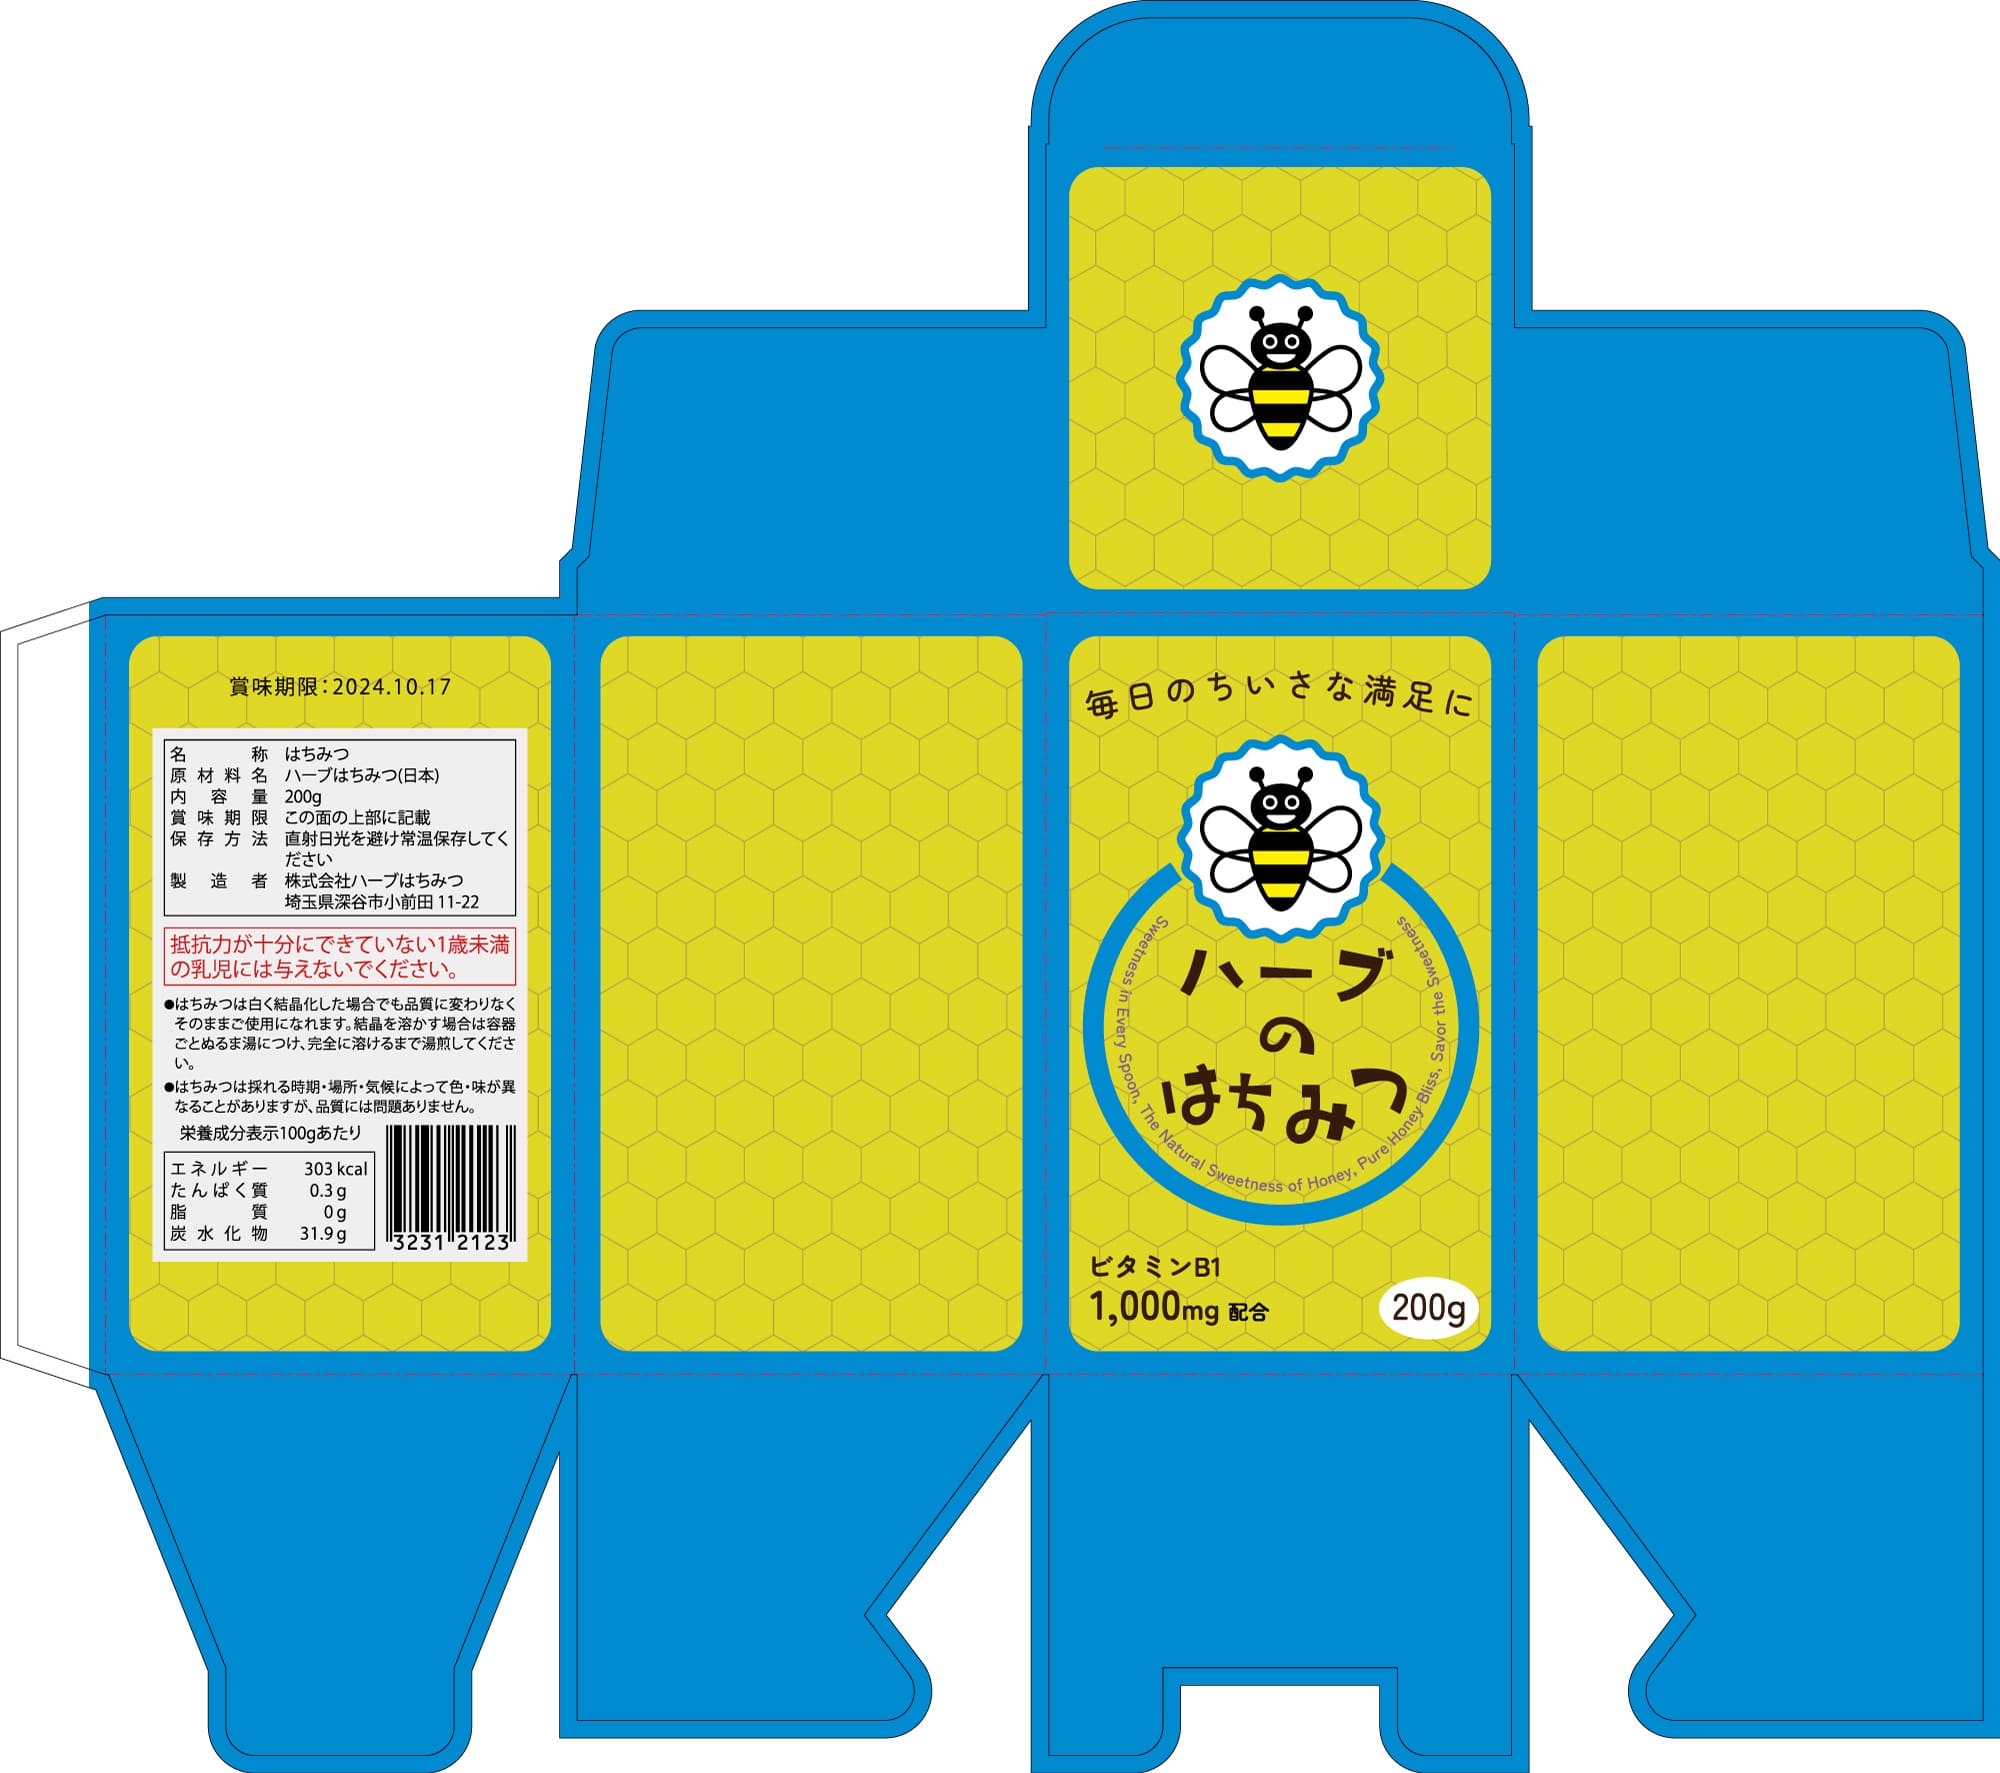 賞味期限：2024.10.17
名称 はちみつ
原材料名 ハーブはちみつ(日本)
内容量 200g
賞味期限 この面の上部に記載
保存方法 直射日光を避け常温保存してく
ださい
製造者 株式会社ハーブはちみつ
埼玉県深谷市小前田 11-22
抵抗力が十分にできていない1歳未満
の乳児には与えないでください。
●はちみつは白く結晶化した場合でも品質に変わりなく
そのままご使用になれます。結晶を溶かす場合は容器
ごとぬるま湯につけ、完全に溶けるまで湯煎してくださ
い。
●はちみつは採れる時期・場所・気候によって色・味が異
なることがありますが、品質には問題ありません。
栄養成分表示100gあたり
エネルギー 303 kcal
たんぱく質 0.3 g
脂質 0 g
炭水化物 31.9 g
3231 2123
毎日のちいさな満足に
ハーブ
の
はちみつ
Sweetness in Every Spoon, The Natural Sweetness of Honey, Pure Honey Bliss, Savor the Sweetness
ビタミンB1
1,000mg 配合
200g